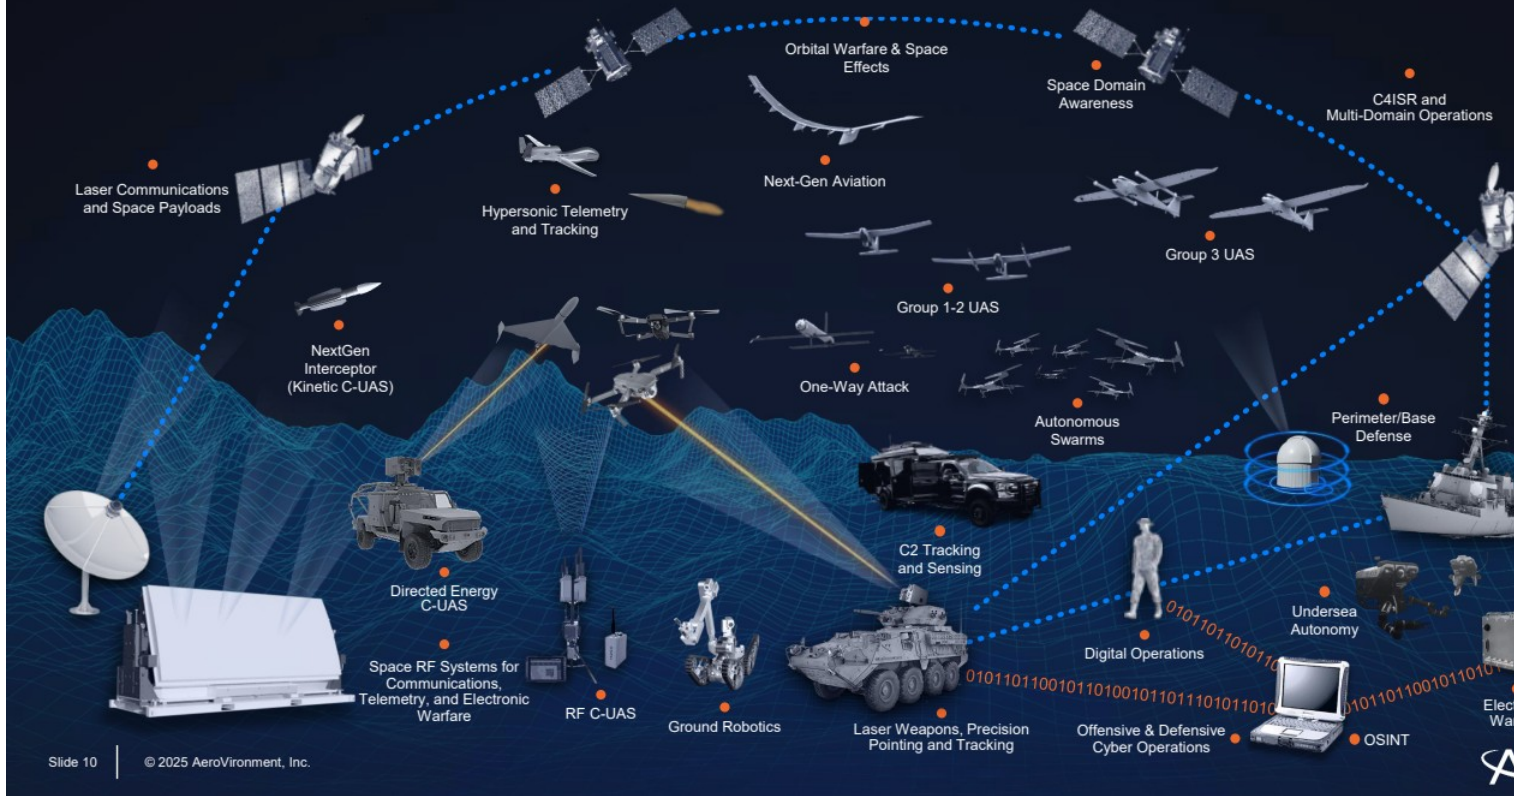 Orbital Warfare & Space
Effects
Space Domain
Awareness
C4ISR and
Multi-Domain Operations
Laser Communications
and Space Payloads
Hypersonic Telemetry
and Tracking
Next-Gen Aviation
Group 3 UAS
Group 1-2 UAS
NextGen
Interceptor
(Kinetic C-UAS)
One-Way Attack
Autonomous
Swarms
Perimeter/Base
Defense
C2 Tracking
and Sensing
Directed Energy
C-UAS
Undersea
Autonomy
Digital Operations
Space RF Systems for
Communications,
Telemetry, and Electronic
Warfare
RF C-UAS
Ground Robotics
Laser Weapons, Precision
Pointing and Tracking
Offensive & Defensive
Cyber Operations
OSINT
Slide 10
© 2025 AeroVironment, Inc.